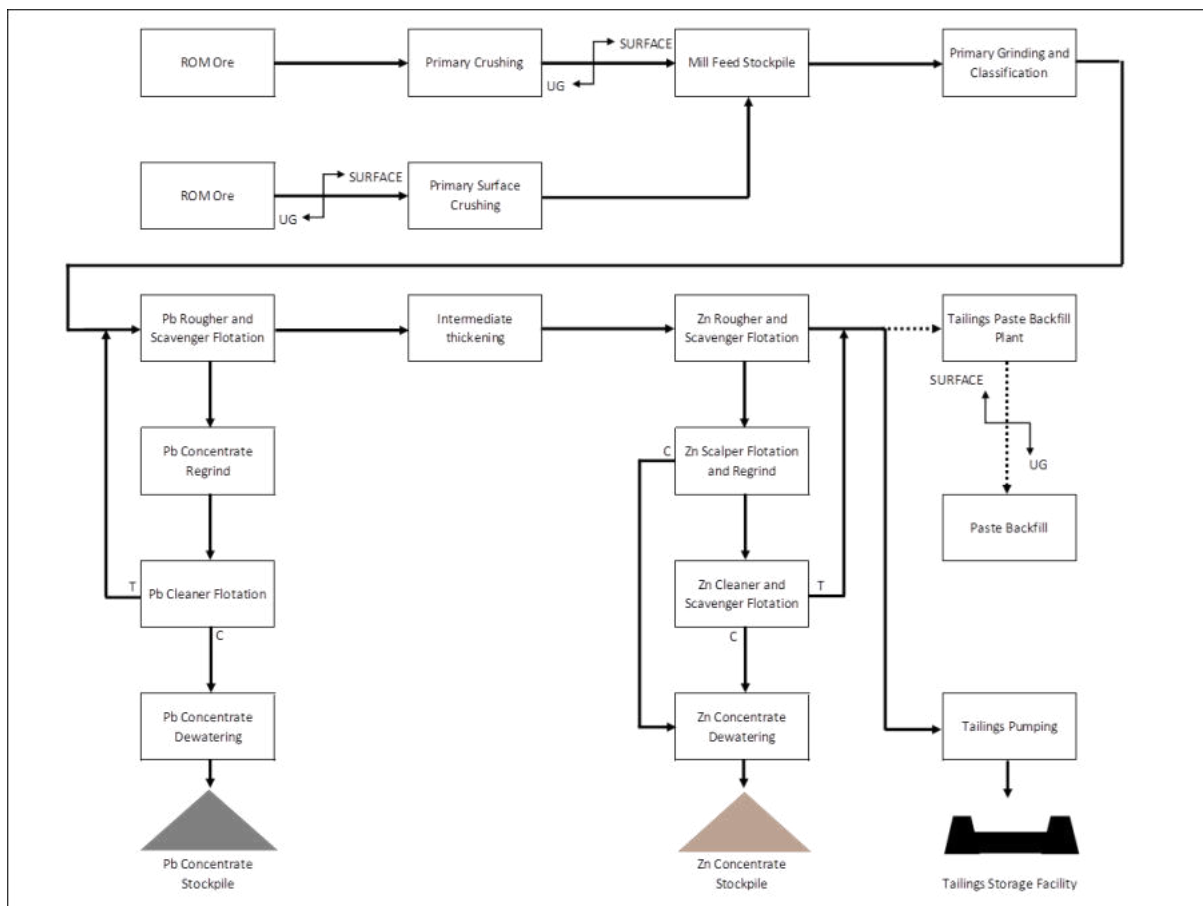 SURFACE
ROM Ore
Primary Crushing
Mill Feed Stockpile
Primary Grinding and
Classification
UG
SURFACE
ROM Ore
Primary Surface
Crushing
UG
Pb Rougher and
Scavenger Flotation
Intermediate
thickening
Zn Rougher and
Scavenger Flotation
Tailings Paste Backfill
Plant
SURFACE
Pb Concentrate
Regrind
C
Zn Scalper Flotation
and Regrind
UG
Paste Backfill
T
Pb Cleaner Flotation
Zn Cleaner and
Scavenger Flotation
T
C
C
Pb Concentrate
Dewatering
Zn Concentrate
Dewatering
Tailings Pumping
Pb Concentrate
Stockpile
Zn Concentrate
Stockpile
Tailings Storage Facility